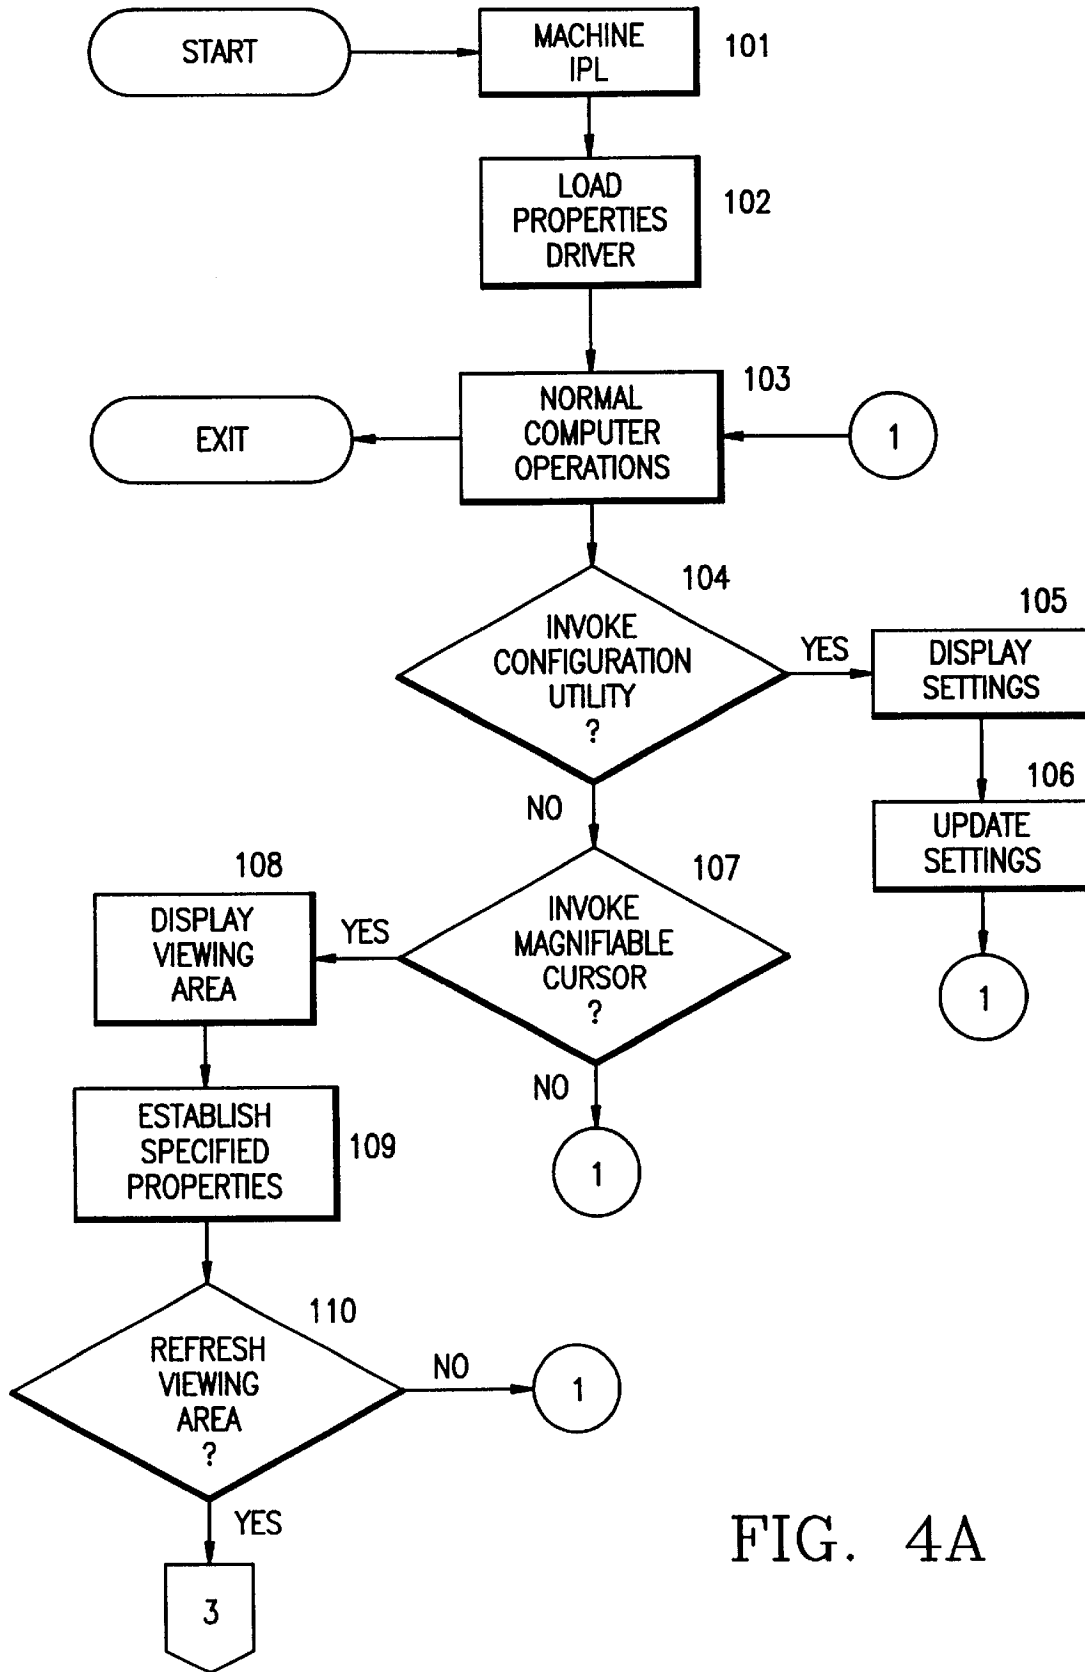 START
MACHINE
IPL
101
LOAD
PROPERTIES
DRIVER
102
NORMAL
COMPUTER
OPERATIONS
103
EXIT
1
INVOKE
CONFIGURATION
UTILITY
?
104
YES
DISPLAY
SETTINGS
105
UPDATE
SETTINGS
106
1
NO
INVOKE
MAGNIFIABLE
CURSOR
?
107
YES
DISPLAY
VIEWING
AREA
108
NO
1
ESTABLISH
SPECIFIED
PROPERTIES
109
REFRESH
VIEWING
AREA
?
110
NO
1
YES
3
FIG. 4A